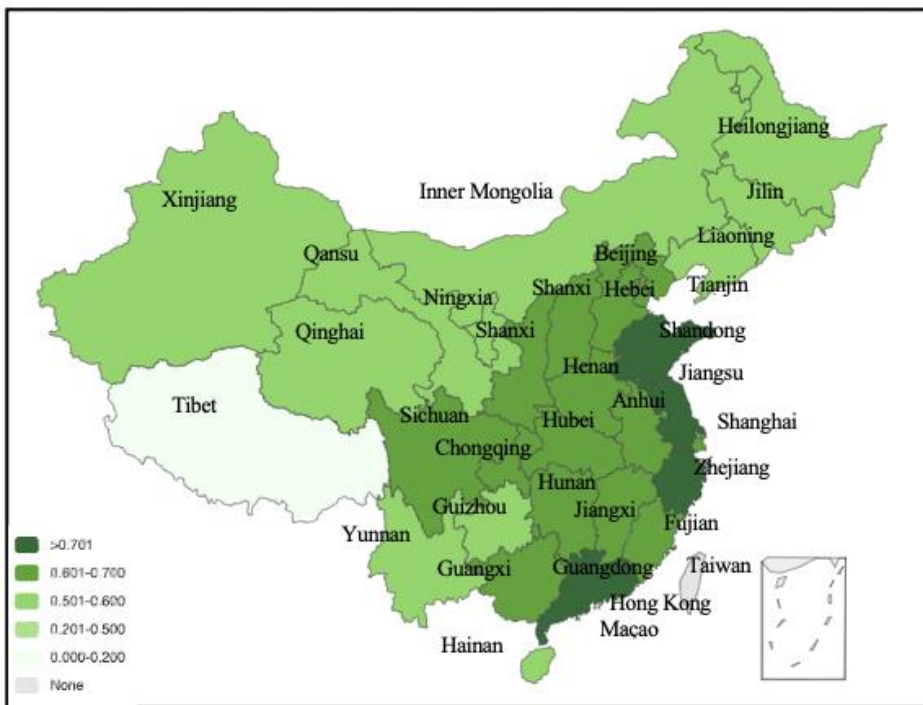 Heilongjiang
Jilin
Inner Mongolia
Xinjiang
Liaoning
Beijing
Qansu
Tianjin
Shanxi
Hebei
Ningxia
Qinghai
Shanxi
Shandong
Henan
Jiangsu
Tibet
Anhui
Sichuan
Hubei
Shanghai
Chongqing
Zhejiang
Hunan
Guizhou
Jiangxi
Fujian
Yunnan
Guangxi
Guangdong
Taiwan
Hong Kong
Maçao
Hainan
>0.701
0.601-0.700
0.501-0.600
0.201-0.500
0.000-0.200
None